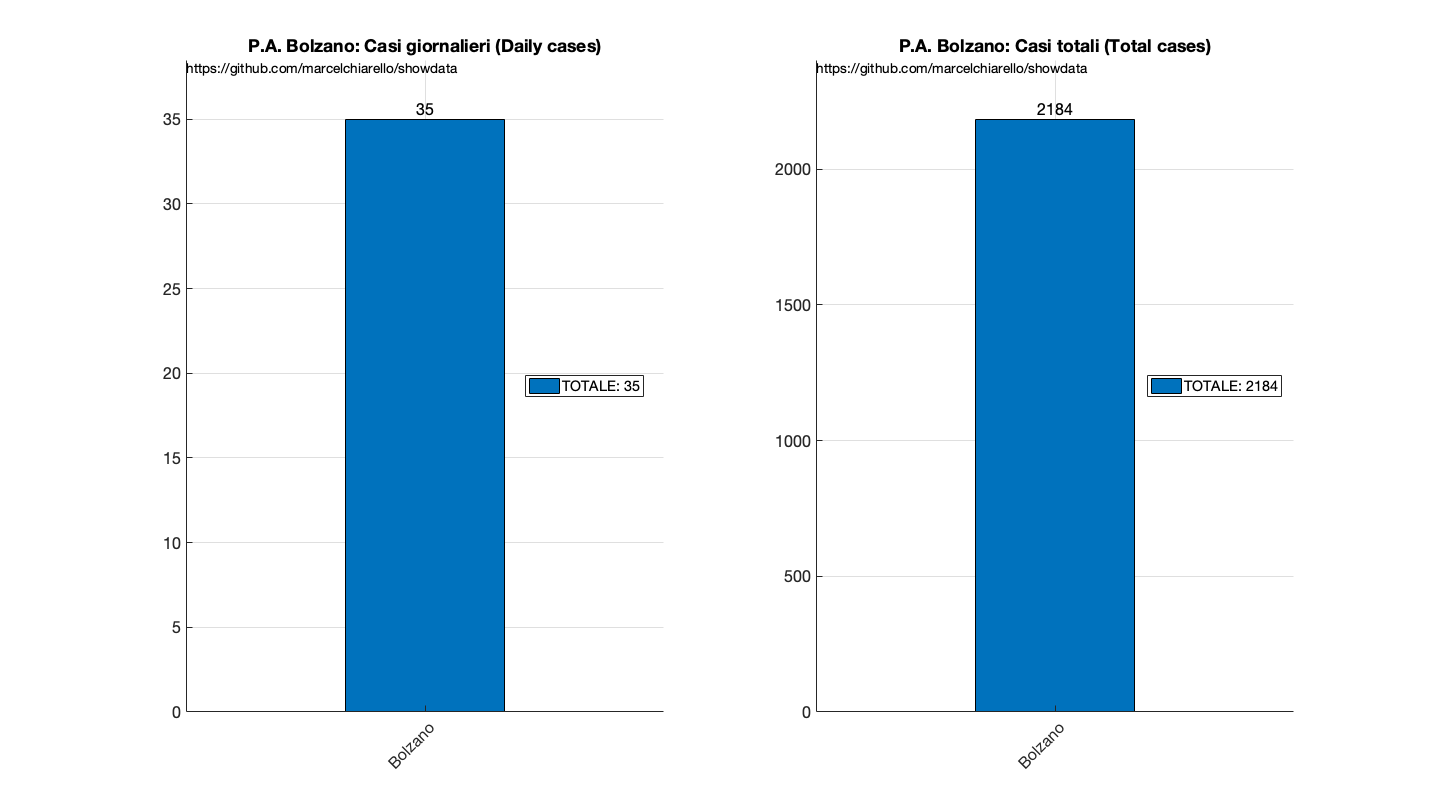 P.A. Bolzano: Casi giornalieri (Daily cases)
https://github.com/marcelchiarello/showdata
35
35
30
25
20
15
10
5
0
TOTALE: 35
Bolzano
P.A. Bolzano: Casi totali (Total cases)
https://github.com/marcelchiarello/showdata
2184
2000
1500
1000
500
0
TOTALE: 2184
Bolzano